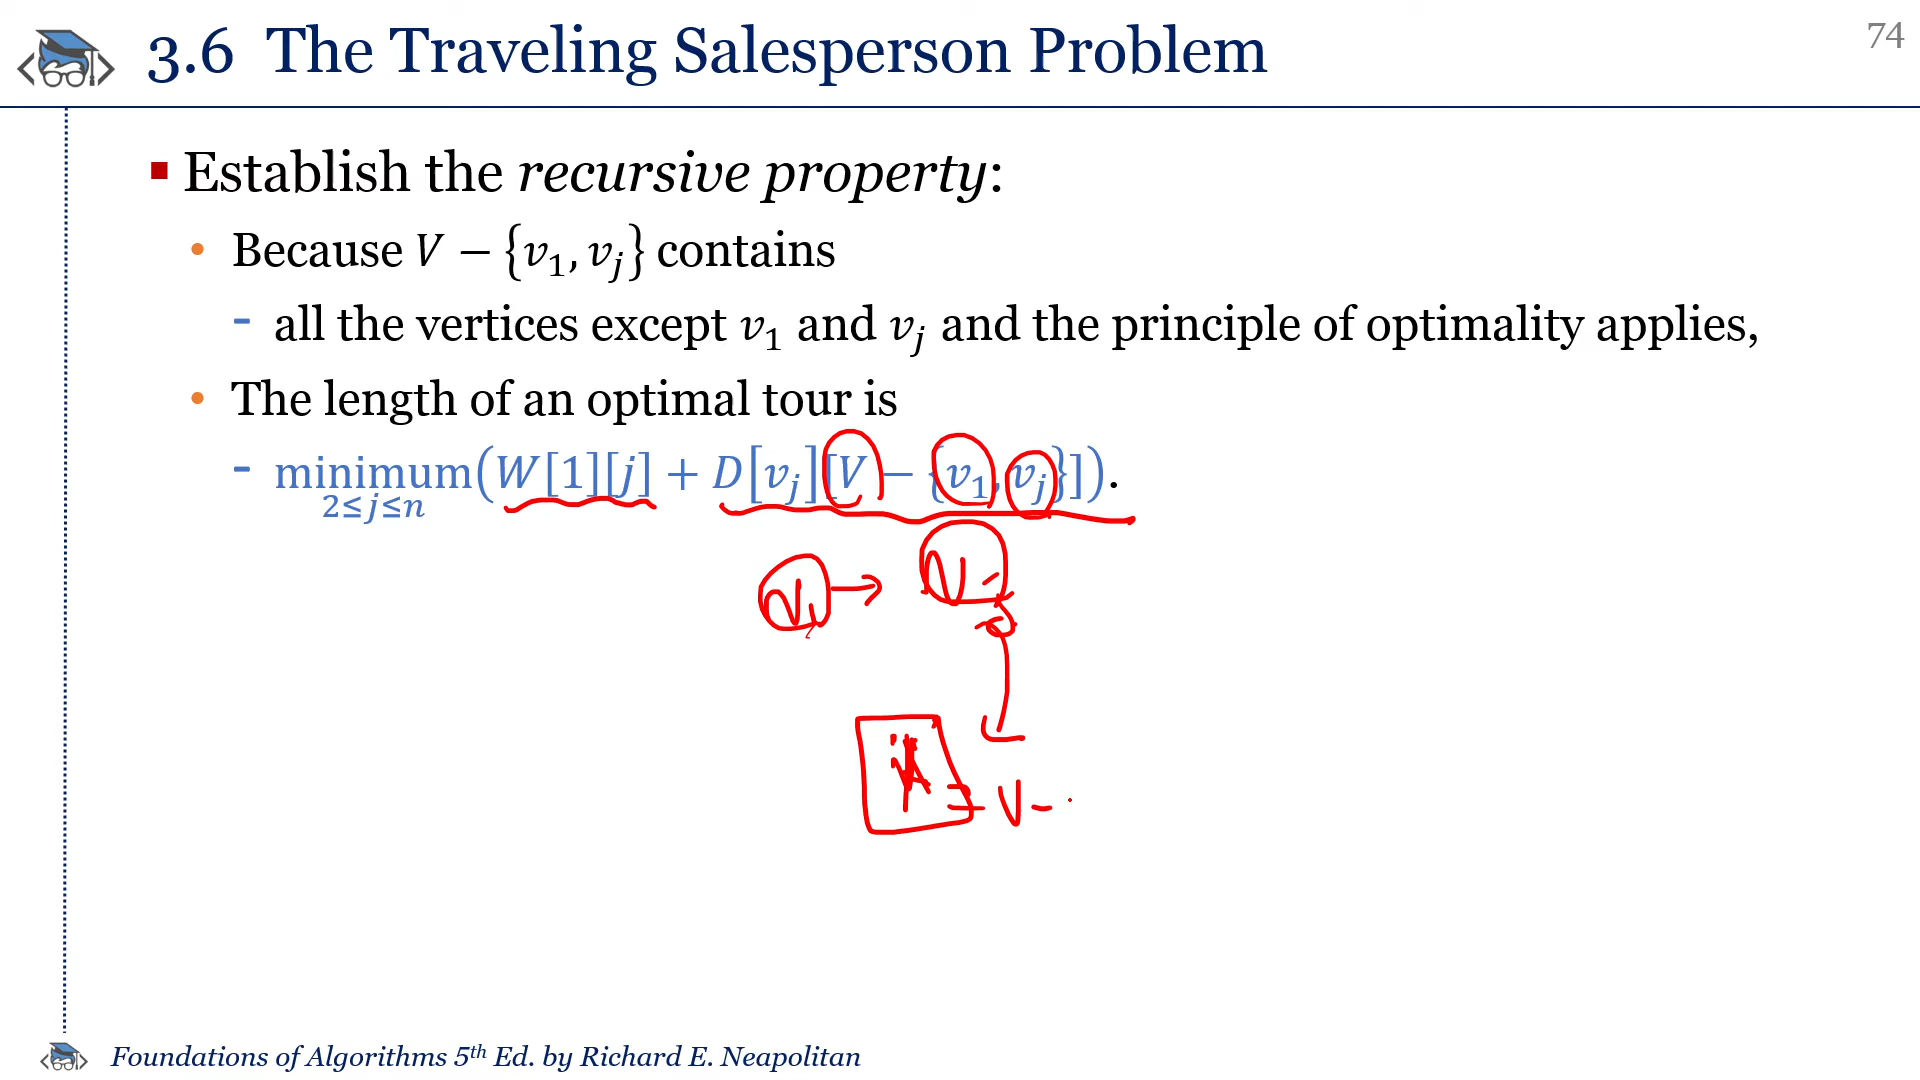 3.6 The Traveling Salesperson Problem
74
▪ Establish the recursive property:
• Because V − {v₁, vⱼ} contains
- all the vertices except v₁ and vⱼ and the principle of optimality applies,
• The length of an optimal tour is
- minimum(W[1][j] + D[vⱼ][V − {v₁, vⱼ}]).
2≤j≤n
V₁ → V
= V -
Foundations of Algorithms 5th Ed. by Richard E. Neapolitan